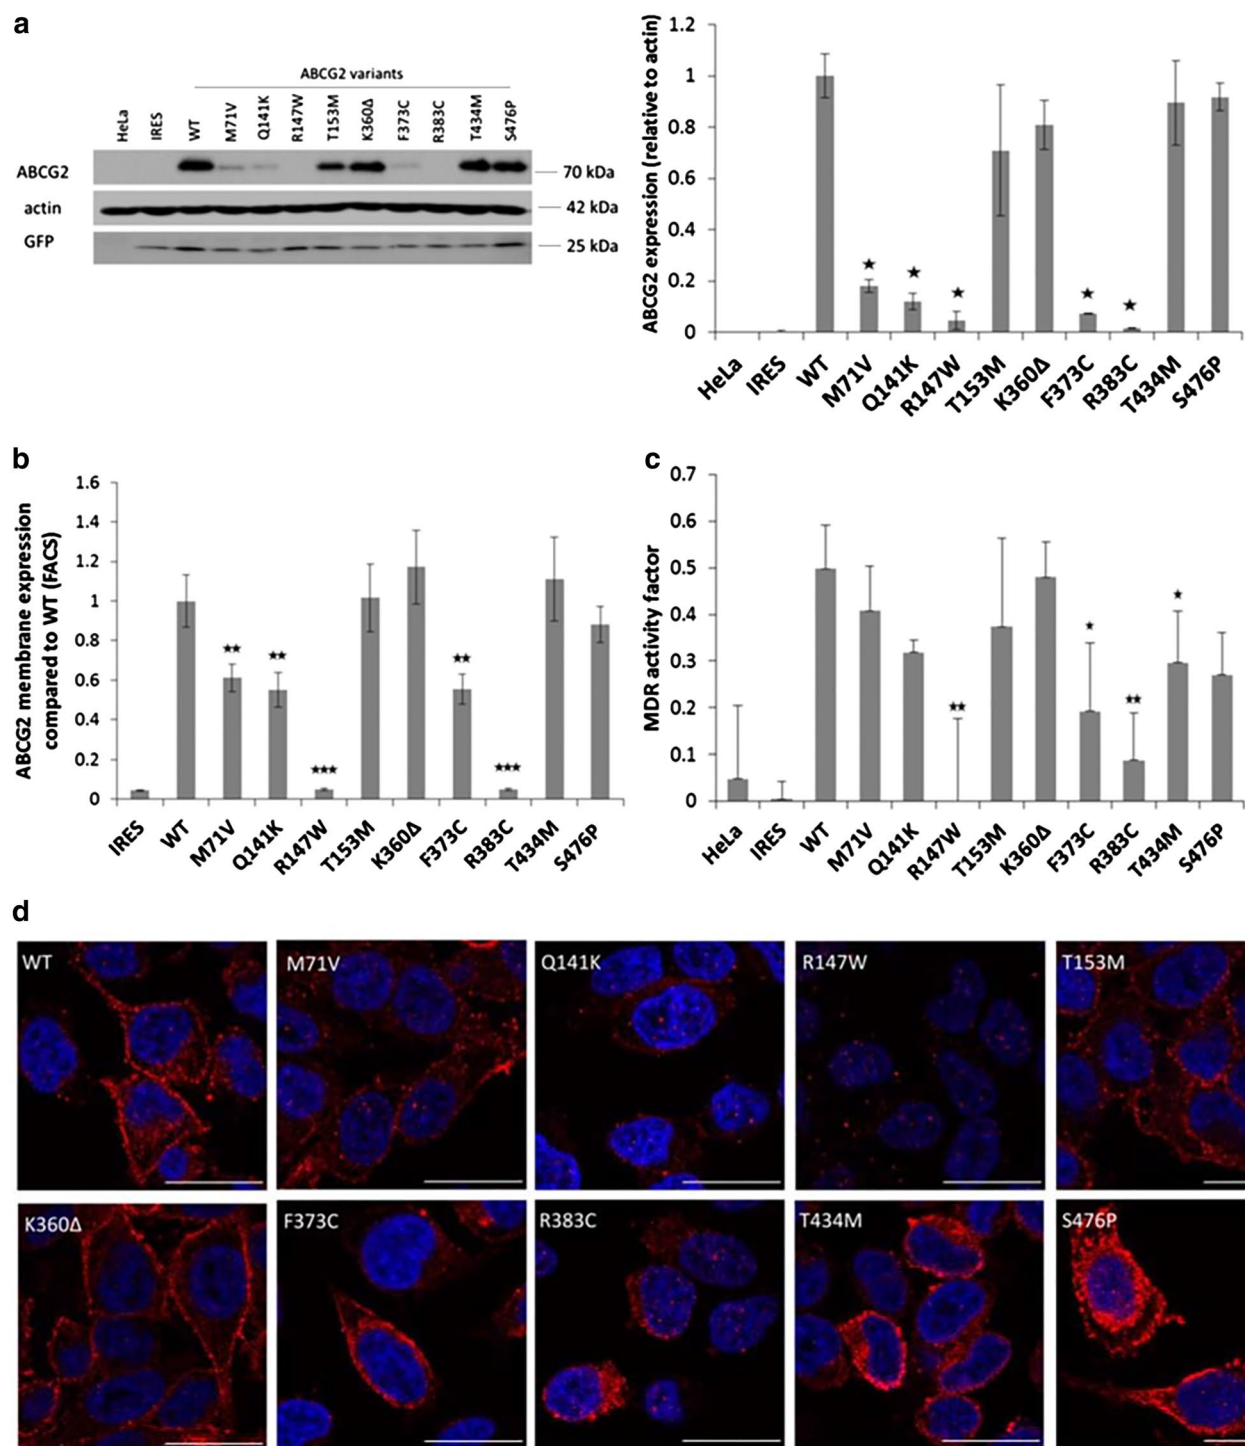 a
ABCG2 variants
HeLa
IRES
WT
M71V
Q141K
R147W
T153M
K360Δ
F373C
R383C
T434M
S476P
ABCG2
70 kDa
actin
42 kDa
GFP
25 kDa
ABCG2 expression (relative to actin)
1.2
1
0.8
0.6
0.4
0.2
0
HeLa
IRES
WT
M71V
Q141K
R147W
T153M
K360Δ
F373C
R383C
T434M
S476P
b
ABCG2 membrane expression
compared to WT (FACS)
1.6
1.4
1.2
1
0.8
0.6
0.4
0.2
0
IRES
WT
M71V
Q141K
R147W
T153M
K360Δ
F373C
R383C
T434M
S476P
c
MDR activity factor
0.7
0.6
0.5
0.4
0.3
0.2
0.1
0
HeLa
IRES
WT
M71V
Q141K
R147W
T153M
K360Δ
F373C
R383C
T434M
S476P
d
WT
M71V
Q141K
R147W
T153M
K360Δ
F373C
R383C
T434M
S476P